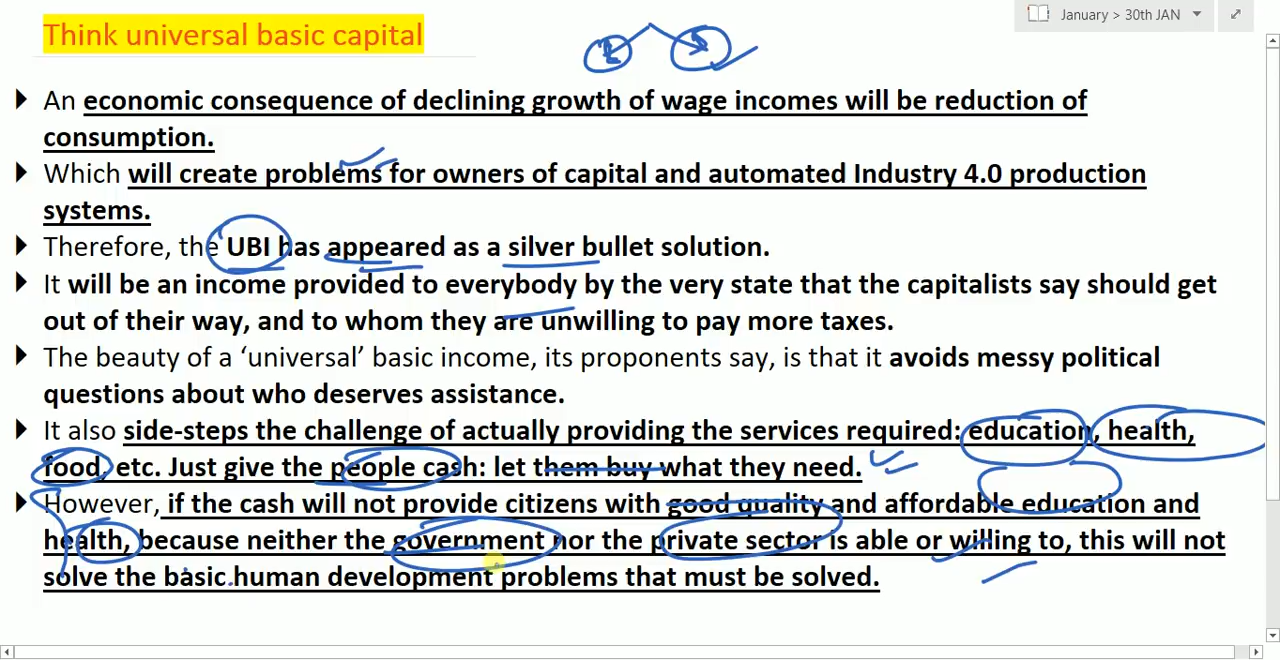 Think universal basic capital
January > 30th JAN
An economic consequence of declining growth of wage incomes will be reduction of
consumption.
Which will create problems for owners of capital and automated Industry 4.0 production
systems.
Therefore, the UBI has appeared as a silver bullet solution.
It will be an income provided to everybody by the very state that the capitalists say should get
out of their way, and to whom they are unwilling to pay more taxes.
The beauty of a ‘universal’ basic income, its proponents say, is that it avoids messy political
questions about who deserves assistance.
It also side-steps the challenge of actually providing the services required: education, health,
food, etc. Just give the people cash: let them buy what they need.
However, if the cash will not provide citizens with good quality and affordable education and
health, because neither the government nor the private sector is able or willing to, this will not
solve the basic human development problems that must be solved.